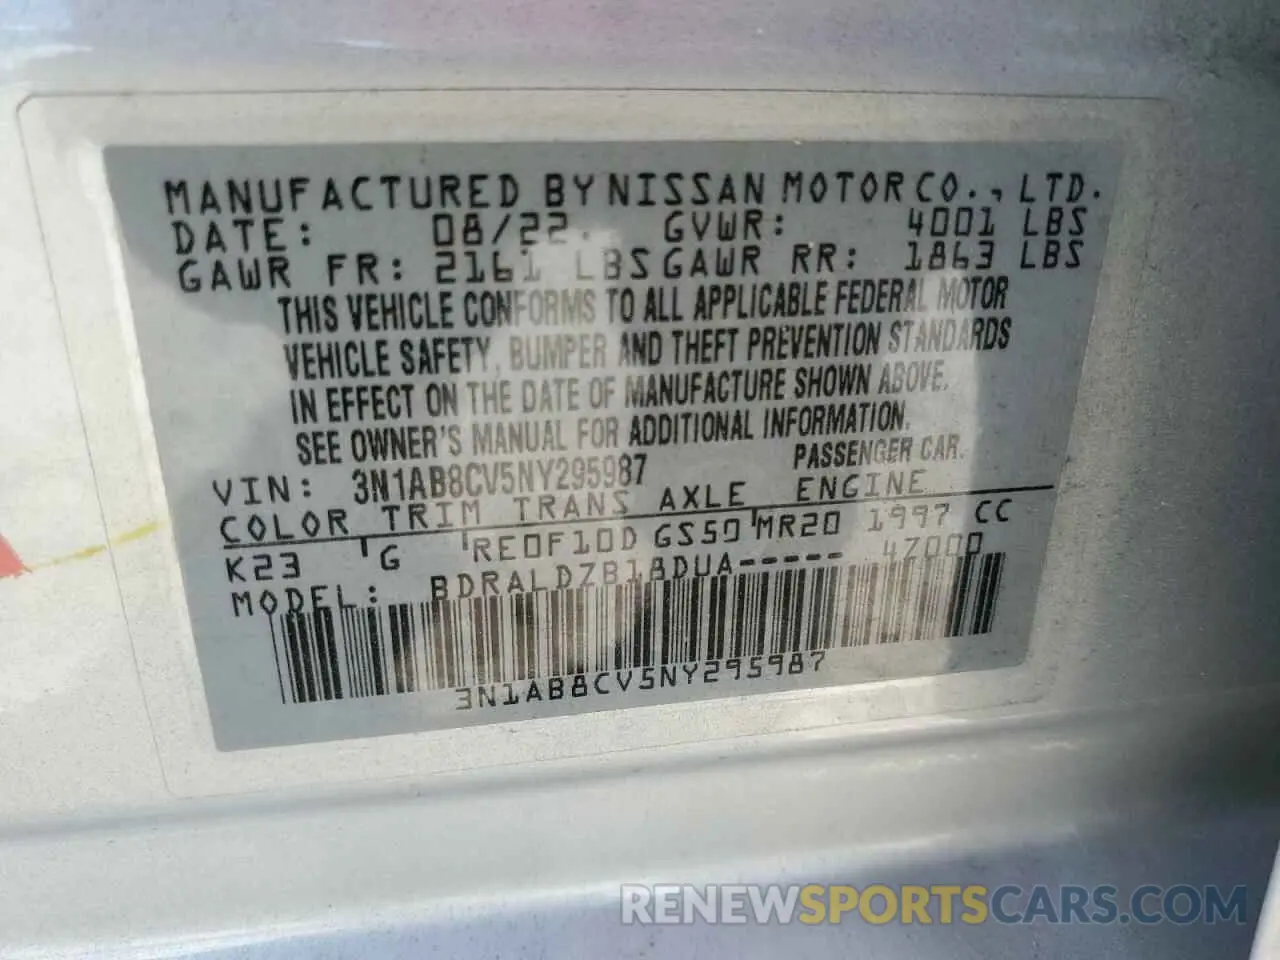 MANUFACTURED BY NISSAN MOTOR CO., LTD.
DATE: 08/22. GVWR: 4001 LBS
GAWR FR: 2161 LBS GAWR RR: 1863 LBS
THIS VEHICLE CONFORMS TO ALL APPLICABLE FEDERAL MOTOR
VEHICLE SAFETY, BUMPER AND THEFT PREVENTION STANDARDS
IN EFFECT ON THE DATE OF MANUFACTURE SHOWN ABOVE.
SEE OWNER'S MANUAL FOR ADDITIONAL INFORMATION.
VIN: 3N1AB8CV5NY295987 PASSENGER CAR.
COLOR TRIM TRANS AXLE ENGINE
K23 G RE0F10D GS50 MR20 1997 CC
MODEL: BDRALDZB18DUA----- 47000
3N1AB8CV5NY295987
RENEWSPORTSCARS.COM